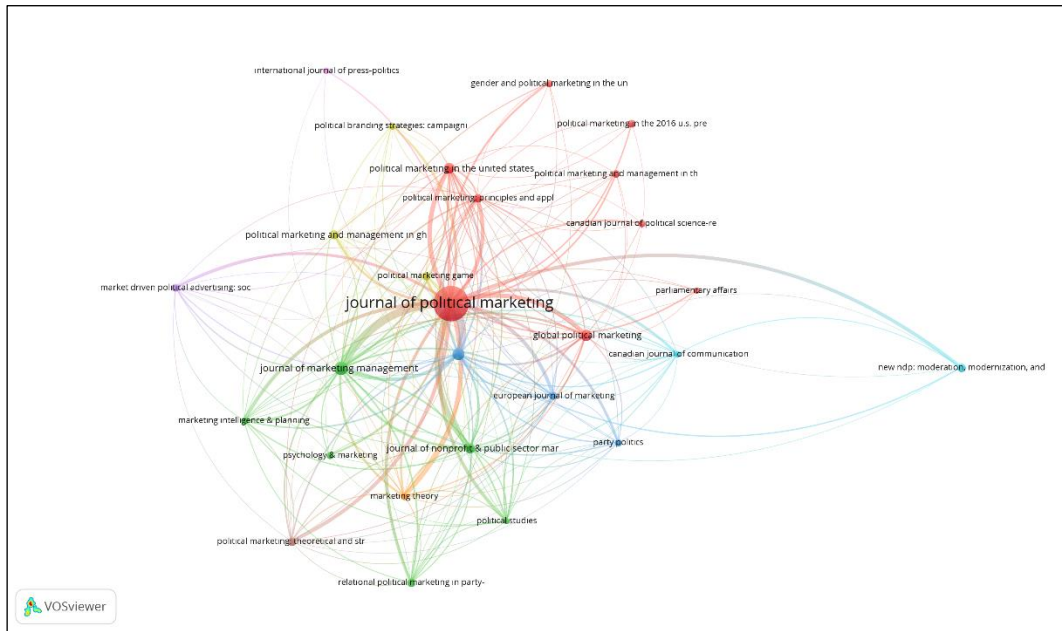 international journal of press-politics
gender and political marketing in the un
political branding strategies: campaigni
political marketing in the 2016 u.s. pre
political marketing in the united states
political marketing and management in th
political marketing: principles and appl
canadian journal of political science-re
political marketing and management in gh
political marketing game
market driven political advertising: soc
journal of political marketing
parliamentary affairs
global political marketing
canadian journal of communication
journal of marketing management
new ndp: moderation, modernization, and
european journal of marketing
marketing intelligence & planning
party politics
journal of nonprofit & public sector mar
psychology & marketing
marketing theory
political studies
political marketing: theoretical and str
relational political marketing in party-
VOSviewer